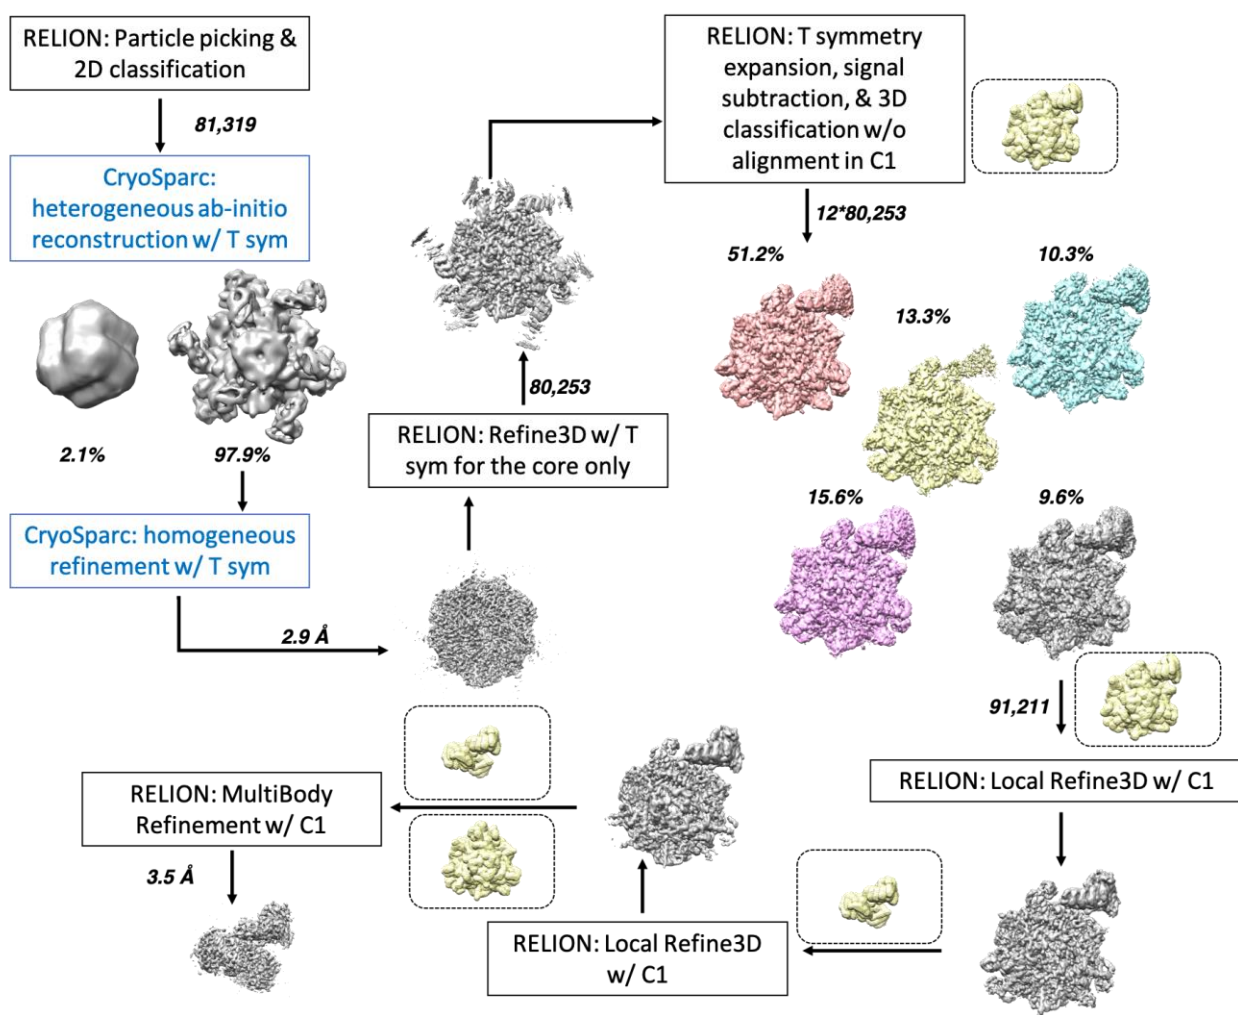 RELION: Particle picking &
2D classification
81,319
CryoSparc:
heterogeneous ab-initio
reconstruction w/ T sym
2.1%
97.9%
CryoSparc: homogeneous
refinement w/ T sym
2.9 Å
RELION: Refine3D w/ T
sym for the core only
80,253
RELION: T symmetry
expansion, signal
subtraction, & 3D
classification w/o
alignment in C1
12*80,253
51.2%
10.3%
13.3%
15.6%
9.6%
91,211
RELION: Local Refine3D w/ C1
RELION: Local Refine3D
w/ C1
RELION: MultiBody
Refinement w/ C1
3.5 Å